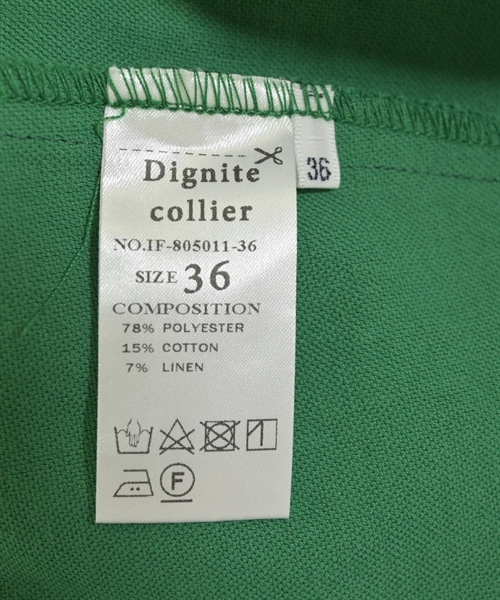 Dignite
collier
NO.IF-805011-36
SIZE 36
COMPOSITION
78% POLYESTER
15% COTTON
7% LINEN
F
36